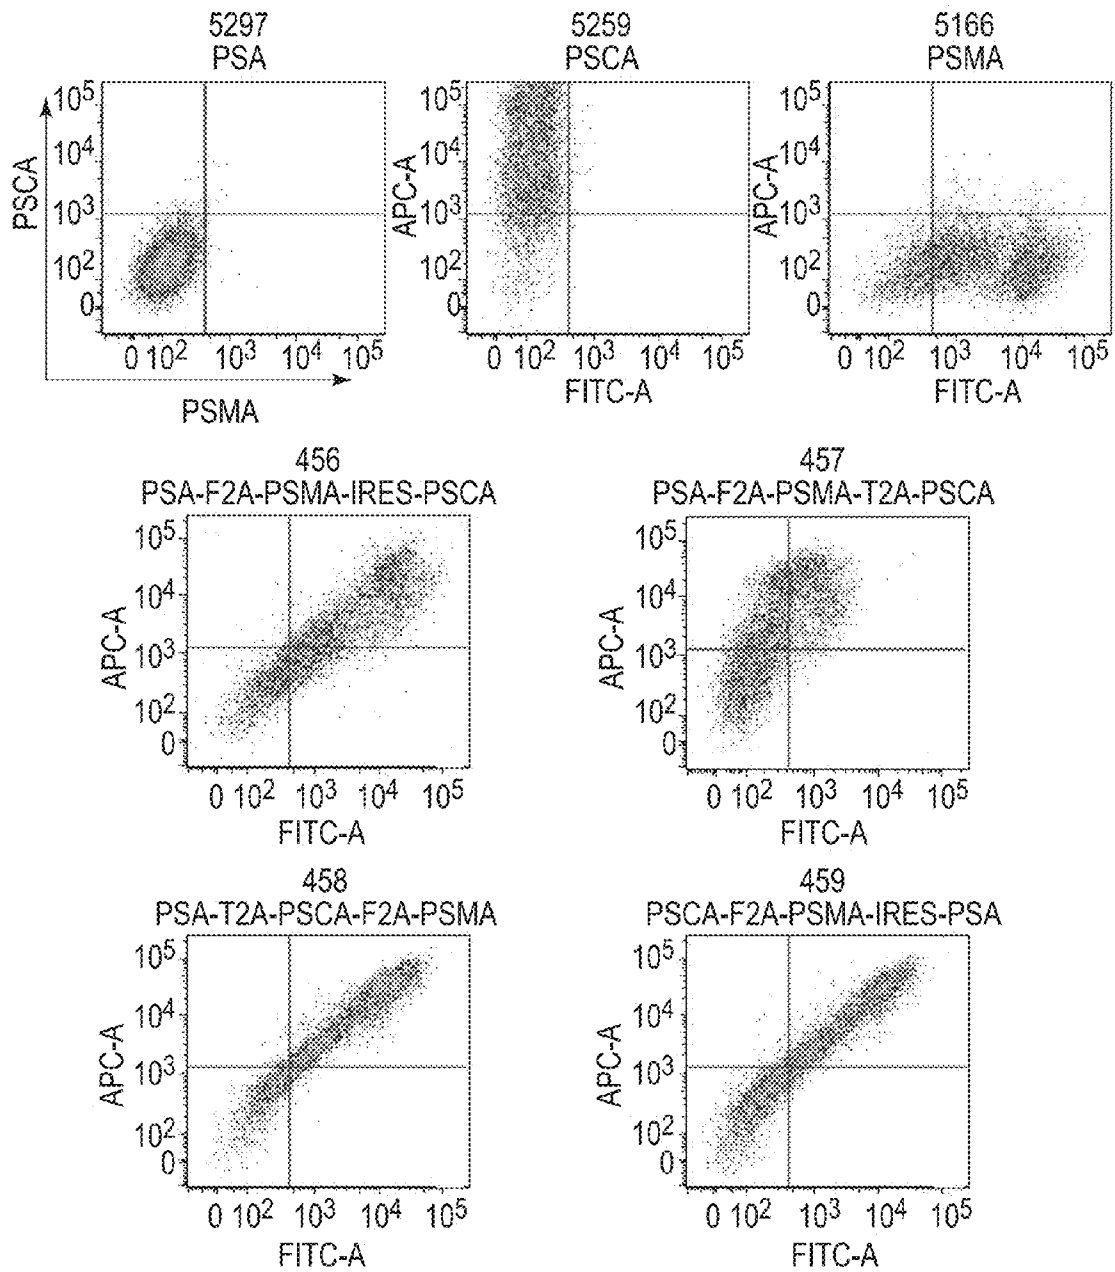 5297
PSA
5259
PSCA
5166
PSMA
PSCA
10^5
10^4
10^3
10^2
0
0 10^2 10^3 10^4 10^5
PSMA
APC-A
10^5
10^4
10^3
10^2
0
0 10^2 10^3 10^4 10^5
FITC-A
APC-A
10^5
10^4
10^3
10^2
0
0 10^2 10^3 10^4 10^5
FITC-A
456
PSA-F2A-PSMA-IRES-PSCA
APC-A
10^5
10^4
10^3
10^2
0
0 10^2 10^3 10^4 10^5
FITC-A
457
PSA-F2A-PSMA-T2A-PSCA
APC-A
10^5
10^4
10^3
10^2
0
0 10^2 10^3 10^4 10^5
FITC-A
458
PSA-T2A-PSCA-F2A-PSMA
APC-A
10^5
10^4
10^3
10^2
0
0 10^2 10^3 10^4 10^5
FITC-A
459
PSCA-F2A-PSMA-IRES-PSA
APC-A
10^5
10^4
10^3
10^2
0
0 10^2 10^3 10^4 10^5
FITC-A